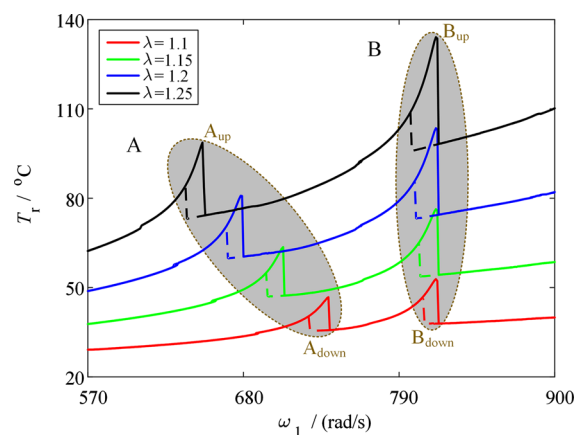 140
110
80
50
20
T_r / °C
λ = 1.1
λ = 1.15
λ = 1.2
λ = 1.25
A
B
A_up
B_up
A_down
B_down
570
680
790
900
ω_1 / (rad/s)